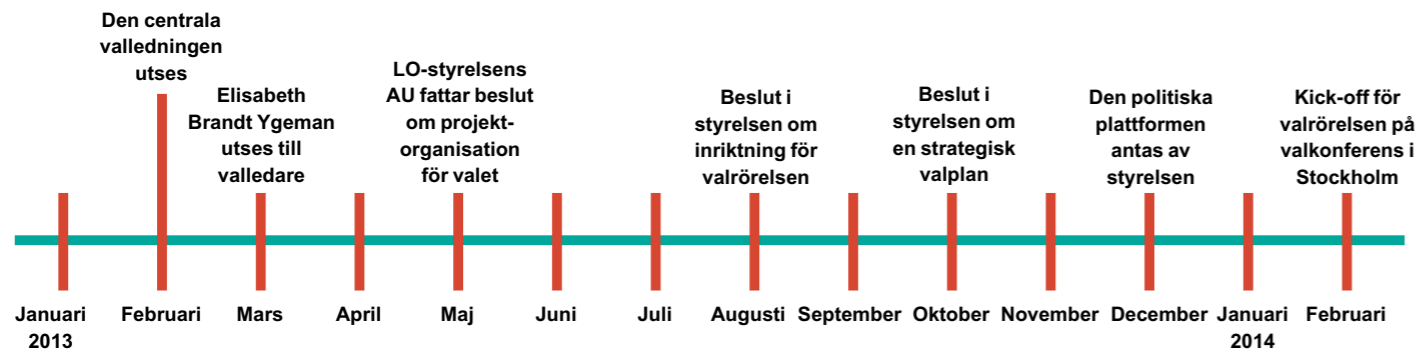 Den centrala
valledningen
utses
Elisabeth
Brandt Ygeman
utses till
valledare
LO-styrelsens
AU fattar beslut
om projekt-
organisation
för valet
Beslut i
styrelsen om
inriktning för
valrörelsen
Beslut i
styrelsen om
en strategisk
valplan
Den politiska
plattformen
antas av
styrelsen
Kick-off för
valrörelsen på
valkonferens i
Stockholm
Januari
2013
Februari
Mars
April
Maj
Juni
Juli
Augusti
September
Oktober
November
December
Januari
2014
Februari